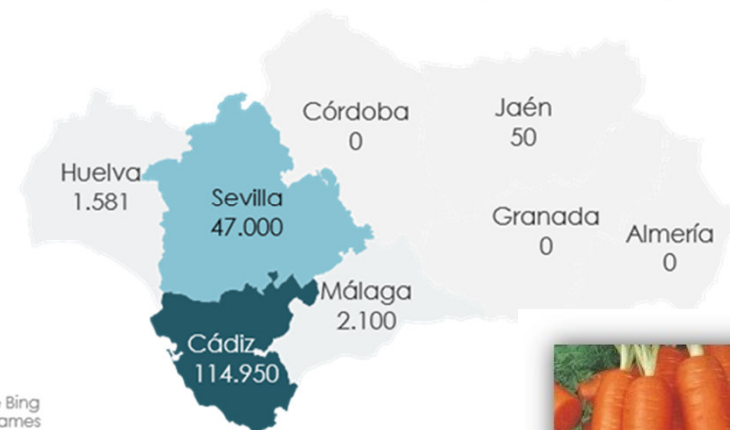 Córdoba
0
Jaén
50
Huelva
1.581
Sevilla
47.000
Granada
0
Almería
0
Málaga
2.100
Cádiz
114.950
Bing